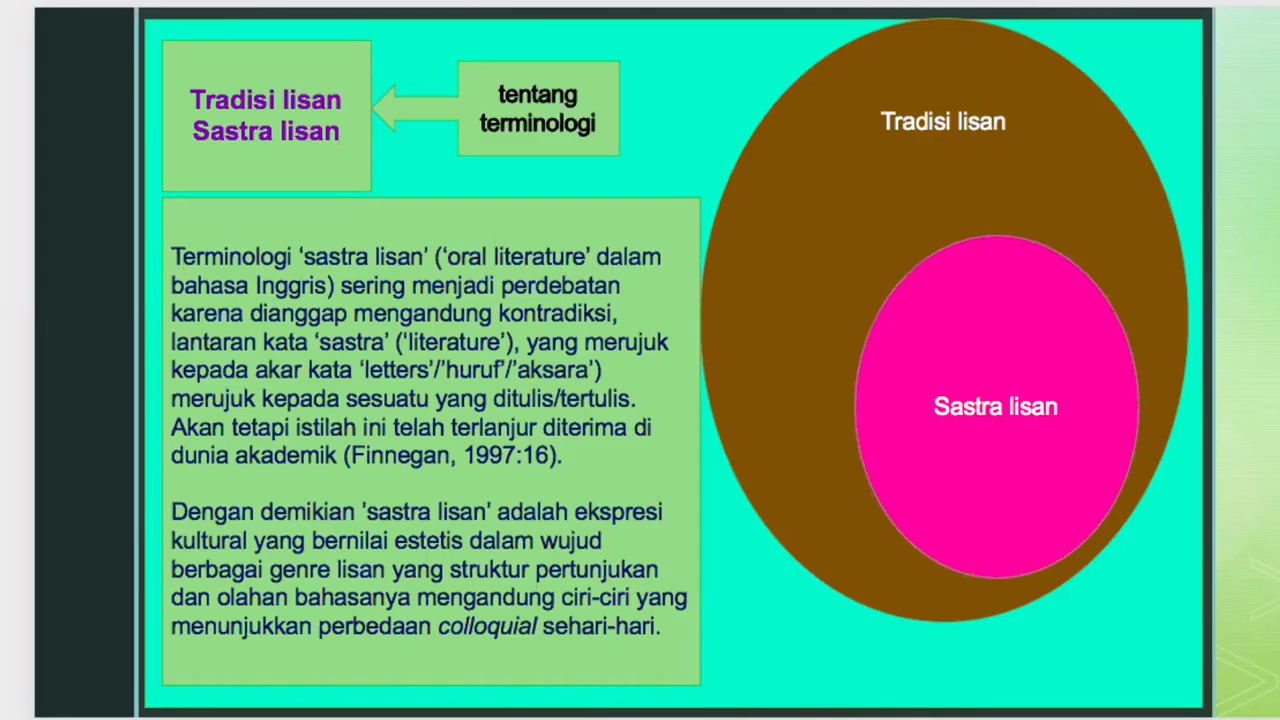 Tradisi lisan
Sastra lisan
tentang
terminologi
Tradisi lisan
Terminologi ‘sastra lisan’ (‘oral literature’ dalam
bahasa Inggris) sering menjadi perdebatan
karena dianggap mengandung kontradiksi,
lantaran kata ‘sastra’ (‘literature’), yang merujuk
kepada akar kata ‘letters’/’huruf’/’aksara’)
merujuk kepada sesuatu yang ditulis/tertulis.
Akan tetapi istilah ini telah terlanjur diterima di
dunia akademik (Finnegan, 1997:16).
Dengan demikian ’sastra lisan’ adalah ekspresi
kultural yang bernilai estetis dalam wujud
berbagai genre lisan yang struktur pertunjukan
dan olahan bahasanya mengandung ciri-ciri yang
menunjukkan perbedaan colloquial sehari-hari.
Sastra lisan